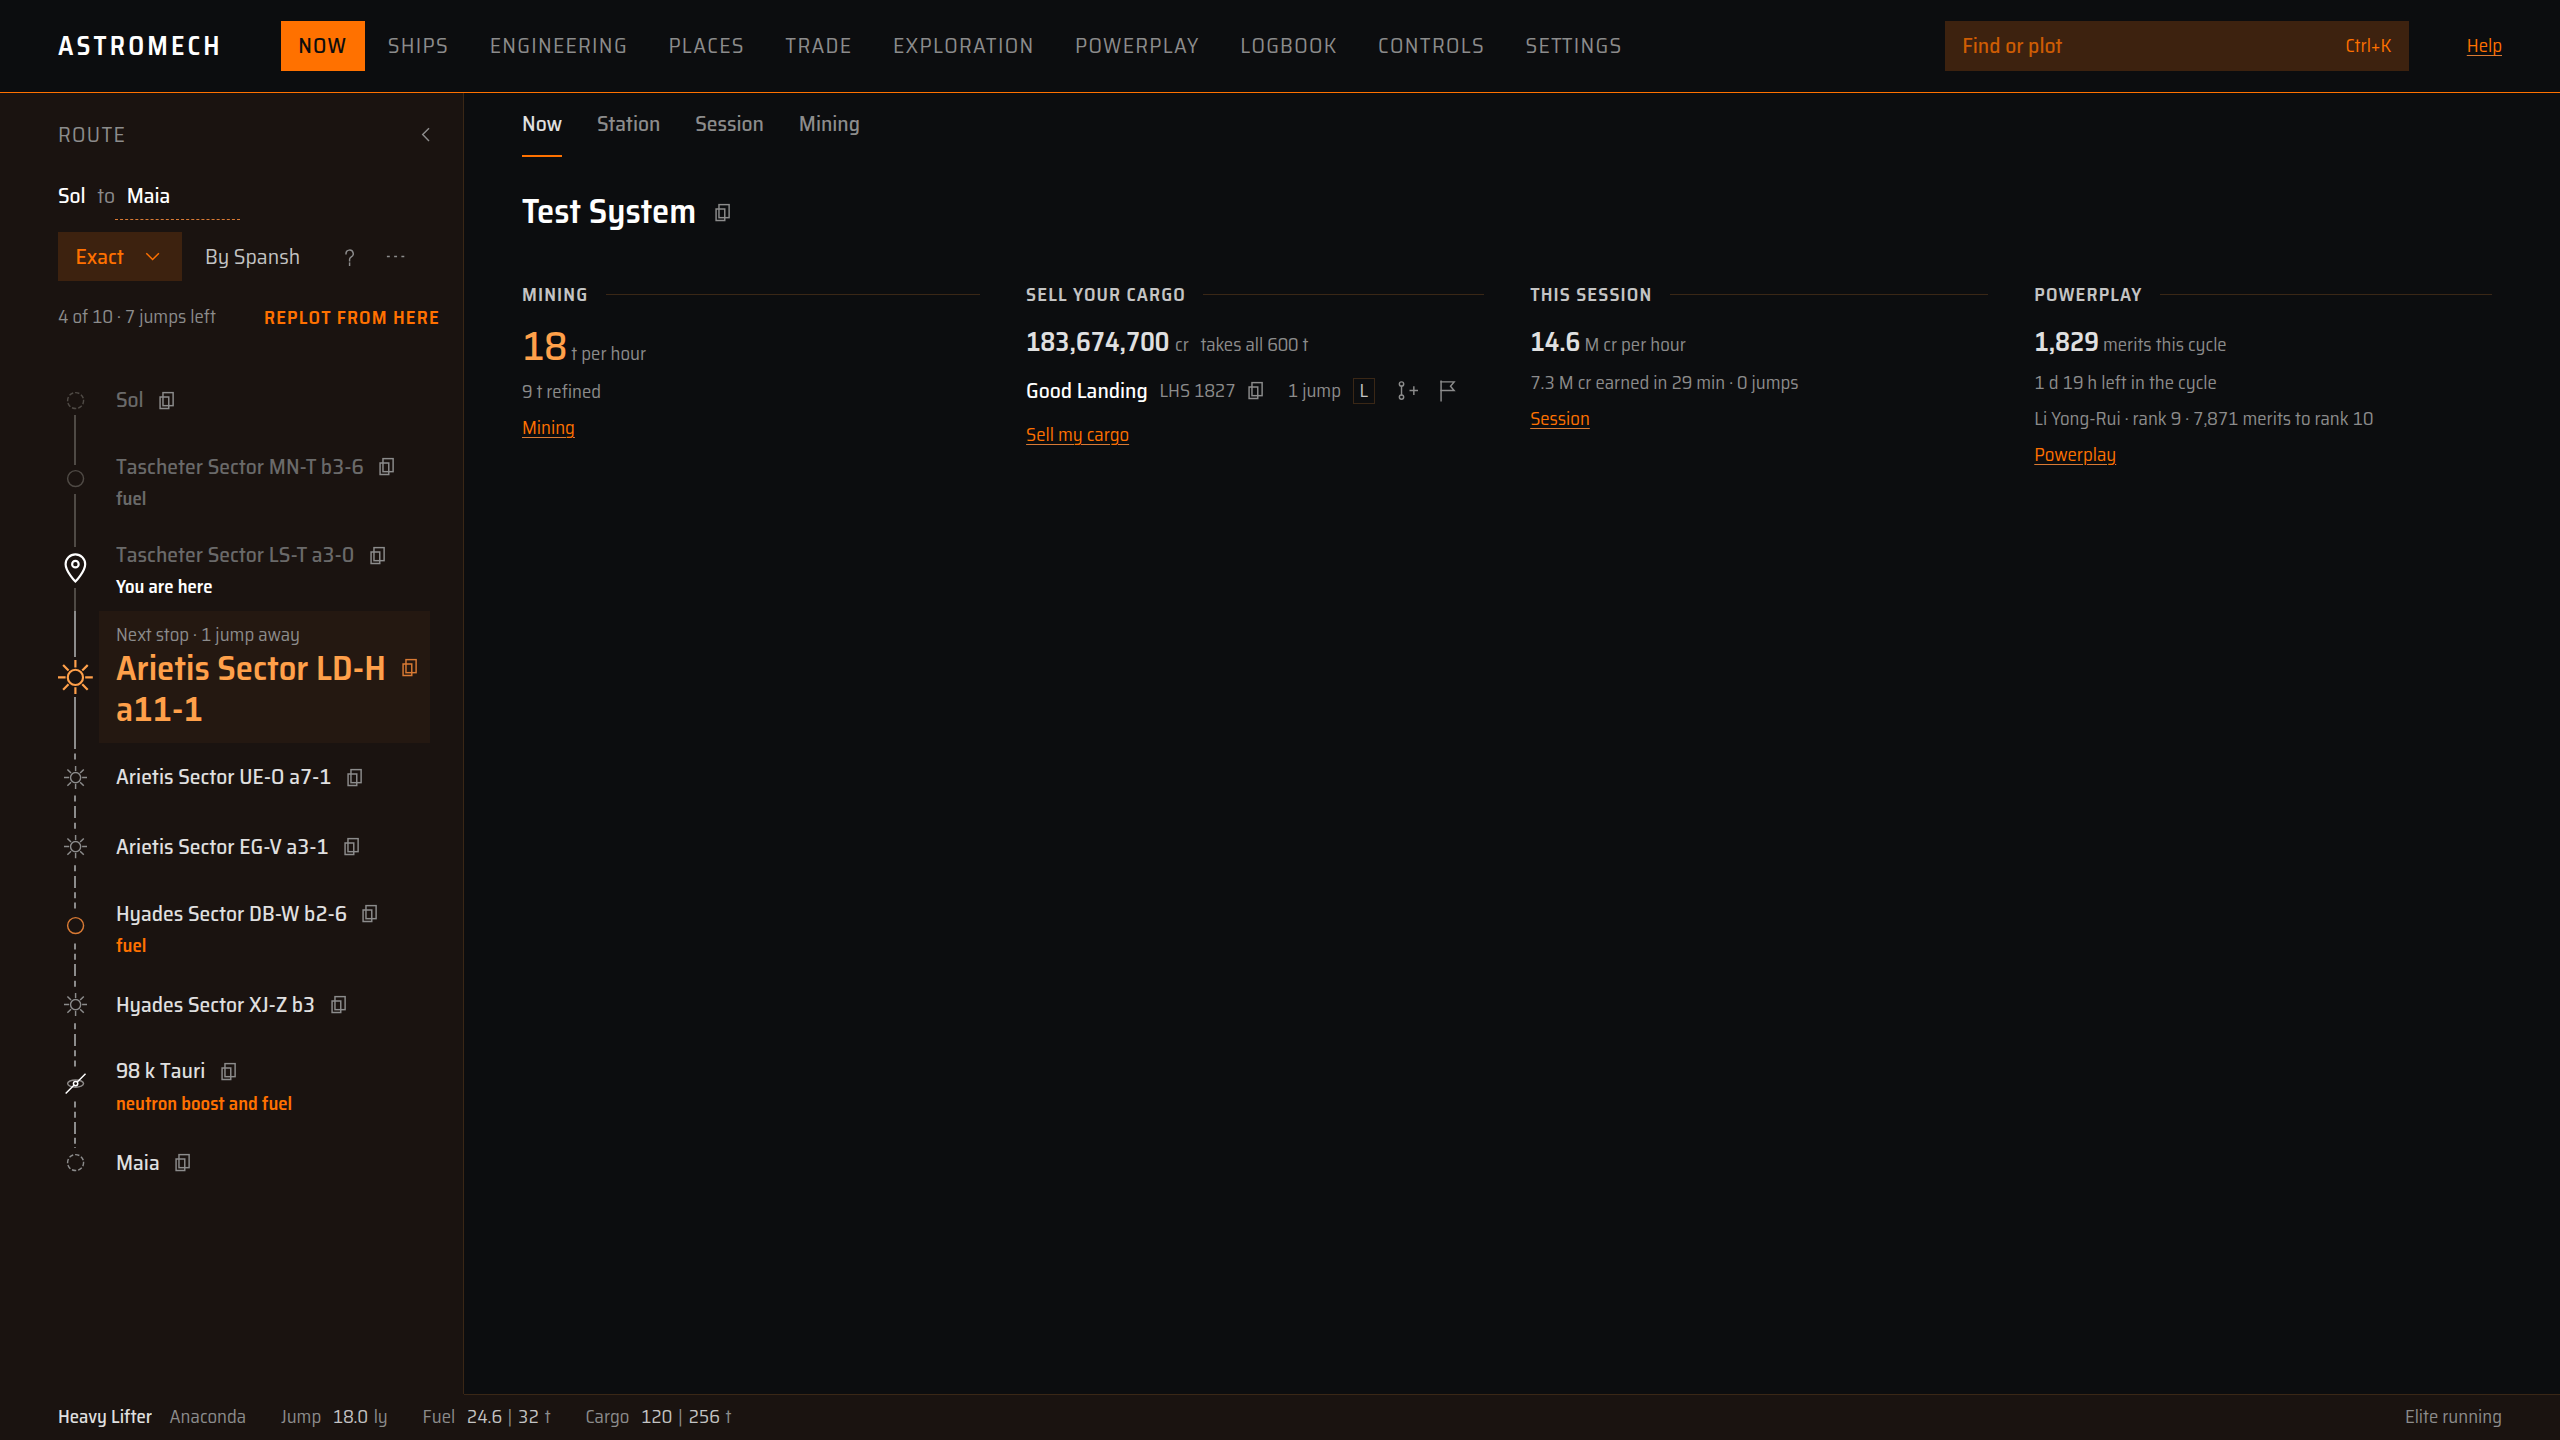 ASTROMECH NOW SHIPS ENGINEERING PLACES TRADE EXPLORATION POWERPLAY LOGBOOK CONTROLS SETTINGS Find or plot Ctrl+K Help
ROUTE
Sol to Maia
Exact By Spansh ? ···
4 of 10 · 7 jumps left REPLOT FROM HERE
Sol
Tascheter Sector MN-T b3-6
fuel
Tascheter Sector LS-T a3-0
You are here
Next stop · 1 jump away
Arietis Sector LD-H
a11-1
Arietis Sector UE-O a7-1
Arietis Sector EG-V a3-1
Hyades Sector DB-W b2-6
fuel
Hyades Sector XJ-Z b3
98 k Tauri
neutron boost and fuel
Maia
Now Station Session Mining
Test System
MINING
18 t per hour
9 t refined
Mining
SELL YOUR CARGO
183,674,700 cr takes all 600 t
Good Landing LHS 1827 1 jump L
Sell my cargo
THIS SESSION
14.6 M cr per hour
7.3 M cr earned in 29 min · 0 jumps
Session
POWERPLAY
1,829 merits this cycle
1 d 19 h left in the cycle
Li Yong-Rui · rank 9 · 7,871 merits to rank 10
Powerplay
Heavy Lifter Anaconda Jump 18.0 ly Fuel 24.6 | 32 t Cargo 120 | 256 t Elite running